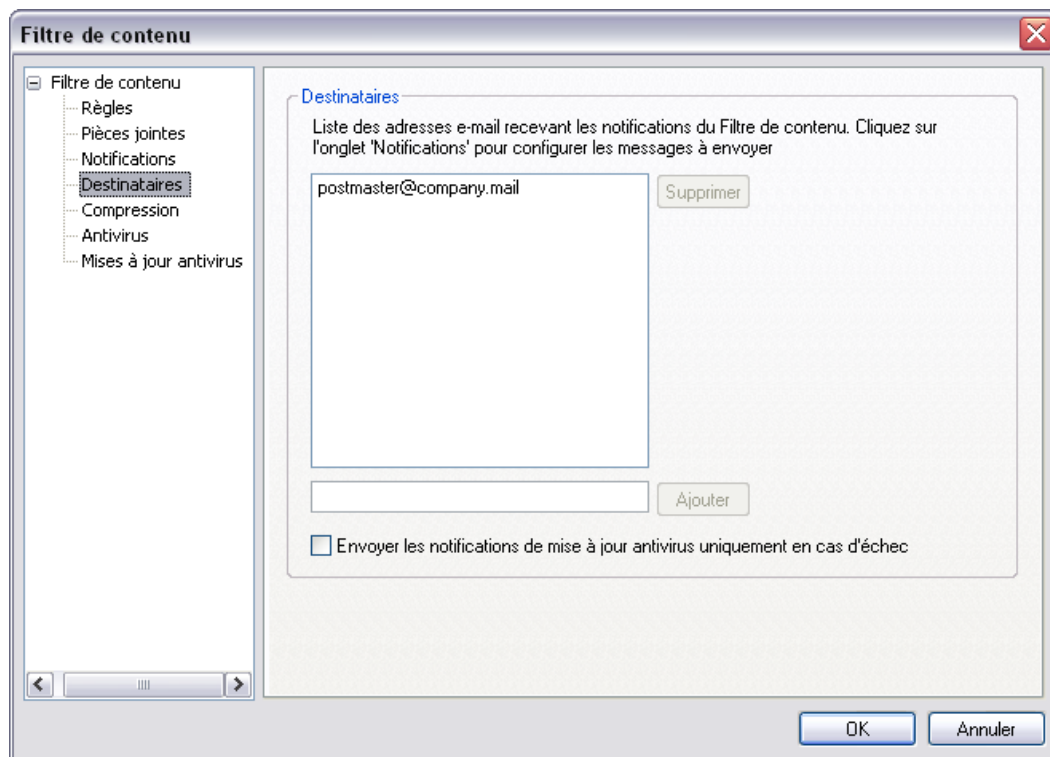 Filtre de contenu
Filtre de contenu
Règles
Pièces jointes
Notifications
Destinataires
Compression
Antivirus
Mises à jour antivirus
Destinataires
Liste des adresses e-mail recevant les notifications du Filtre de contenu. Cliquez sur
l'onglet 'Notifications' pour configurer les messages à envoyer
postmaster@company.mail
Supprimer
Ajouter
Envoyer les notifications de mise à jour antivirus uniquement en cas d'échec
OK
Annuler